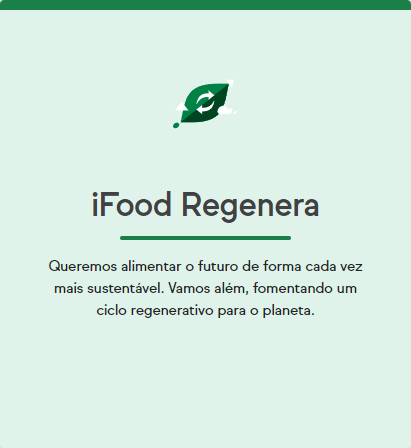 iFood Regenera
Queremos alimentar o futuro de forma cada vez
mais sustentável. Vamos além, fomentando um
ciclo regenerativo para o planeta.